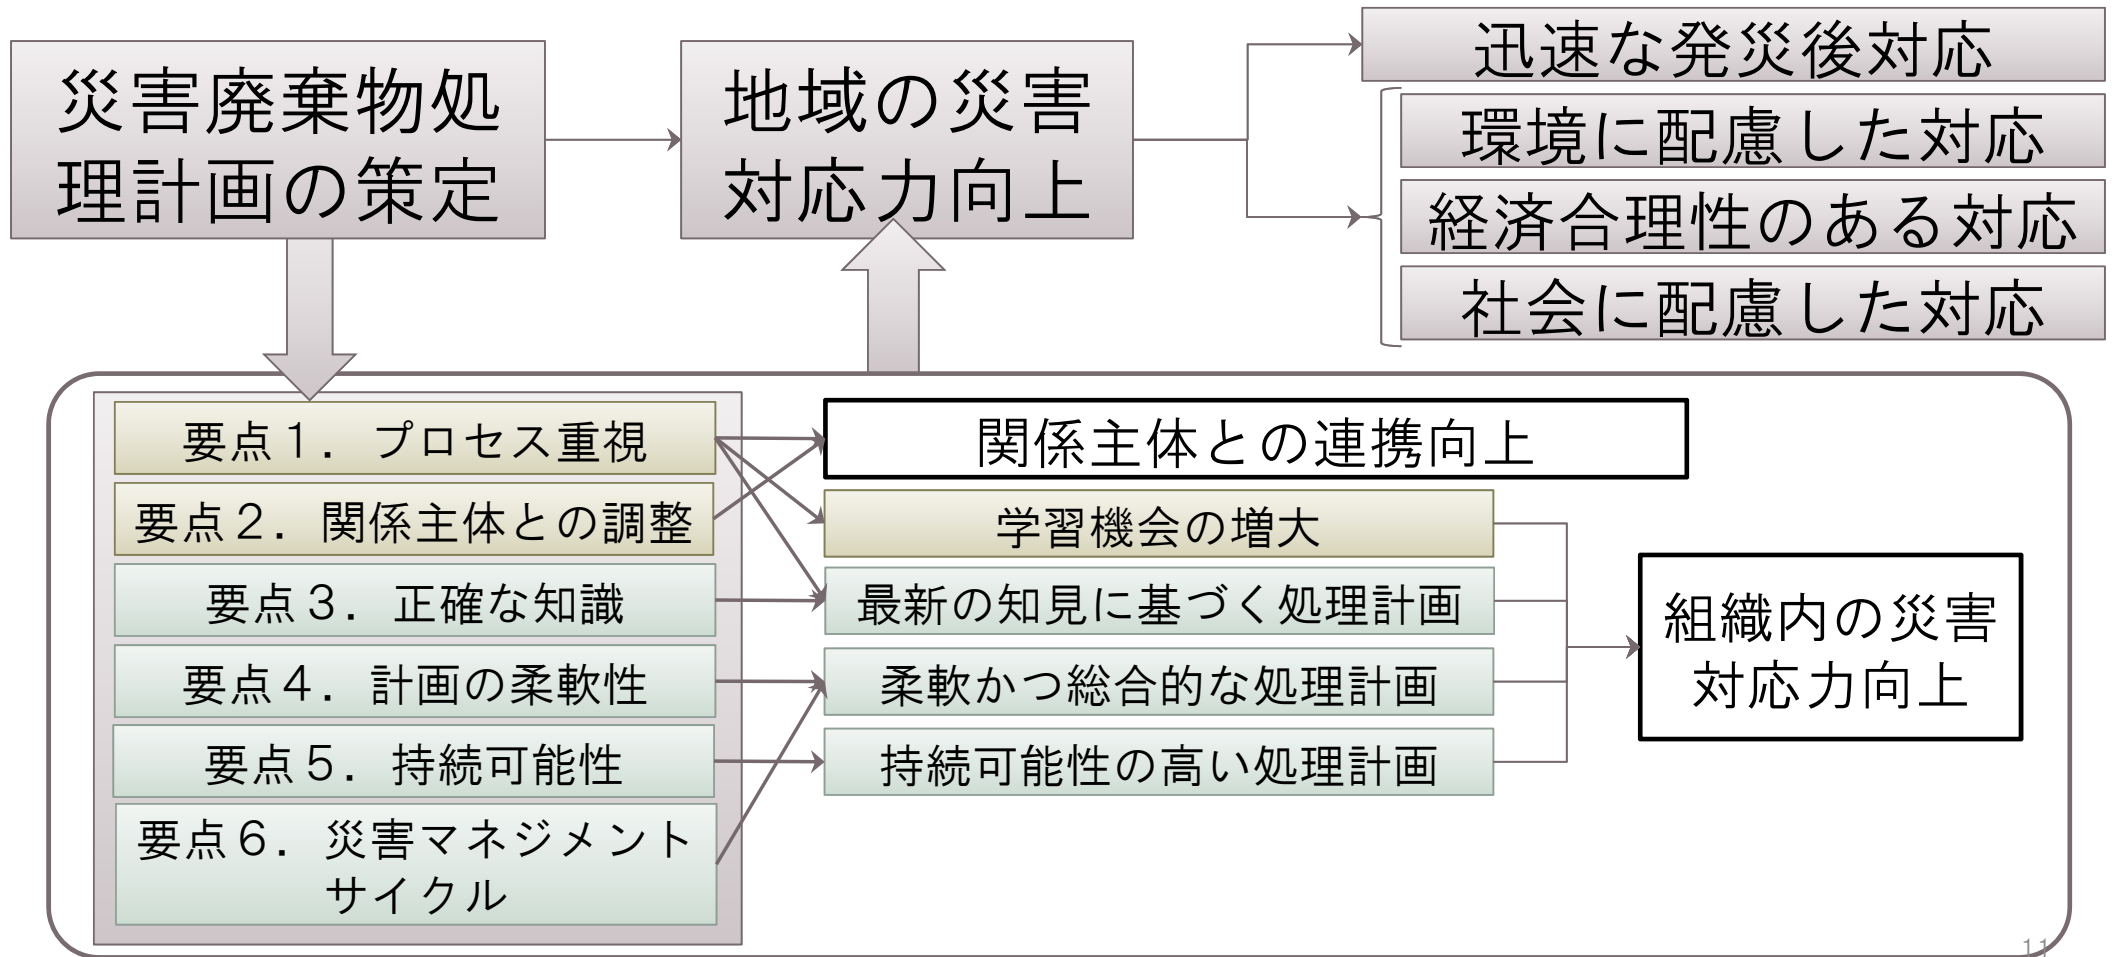 災害廃棄物処
理計画の策定
地域の災害
対応力向上
迅速な発災後対応
環境に配慮した対応
経済合理性のある対応
社会に配慮した対応
要点１．プロセス重視
要点２．関係主体との調整
要点３．正確な知識
要点４．計画の柔軟性
要点５．持続可能性
要点６．災害マネジメント
サイクル
関係主体との連携向上
学習機会の増大
最新の知見に基づく処理計画
柔軟かつ総合的な処理計画
持続可能性の高い処理計画
組織内の災害
対応力向上
11